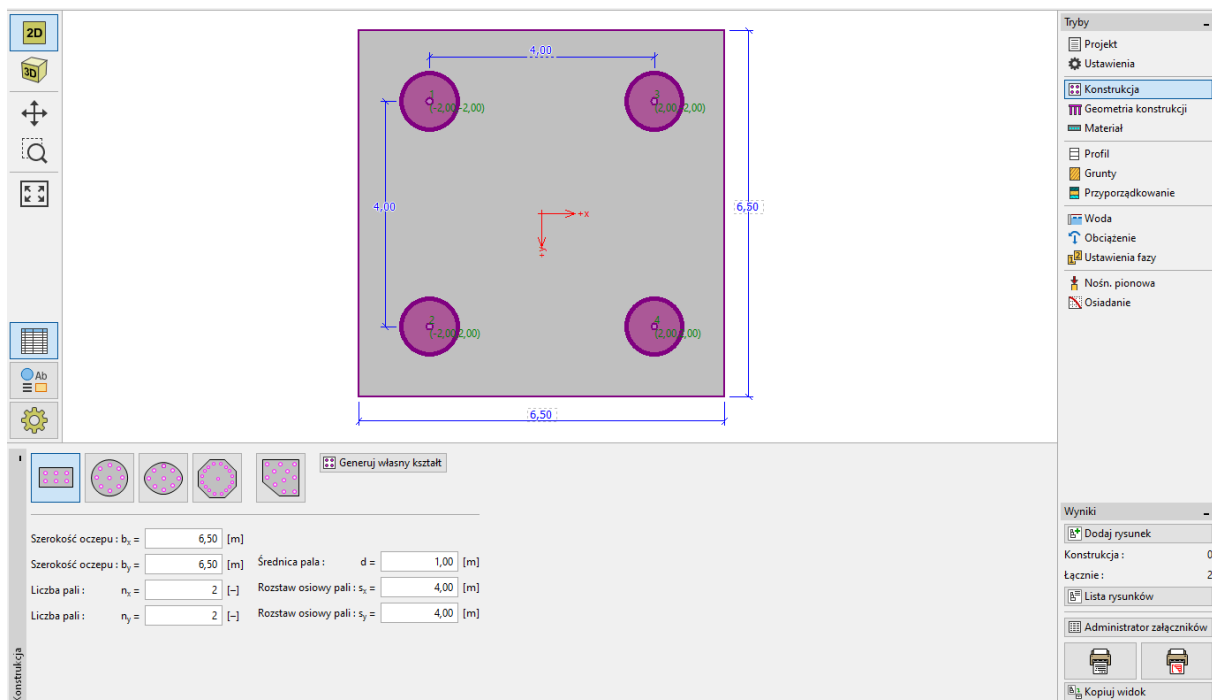 2D
3D
Ab
4,00
1
(-2,00;-2,00)
3
(2,00;-2,00)
4,00
+x
+y
6,50
2
(-2,00;2,00)
4
(2,00;2,00)
6,50
Tryby
Projekt
Ustawienia
Konstrukcja
Geometria konstrukcji
Materiał
Profil
Grunty
Przyporządkowanie
Woda
Obciążenie
Ustawienia fazy
Nośn. pionowa
Osiadanie
Konstrukcja
Generuj własny kształt
Szerokość oczepu : bx = 6,50 [m]
Szerokość oczepu : by = 6,50 [m] Średnica pala : d = 1,00 [m]
Liczba pali : nx = 2 [–] Rozstaw osiowy pali : sx = 4,00 [m]
Liczba pali : ny = 2 [–] Rozstaw osiowy pali : sy = 4,00 [m]
Wyniki
Dodaj rysunek
Konstrukcja : 0
Łącznie : 2
Lista rysunków
Administrator załączników
Kopiuj widok